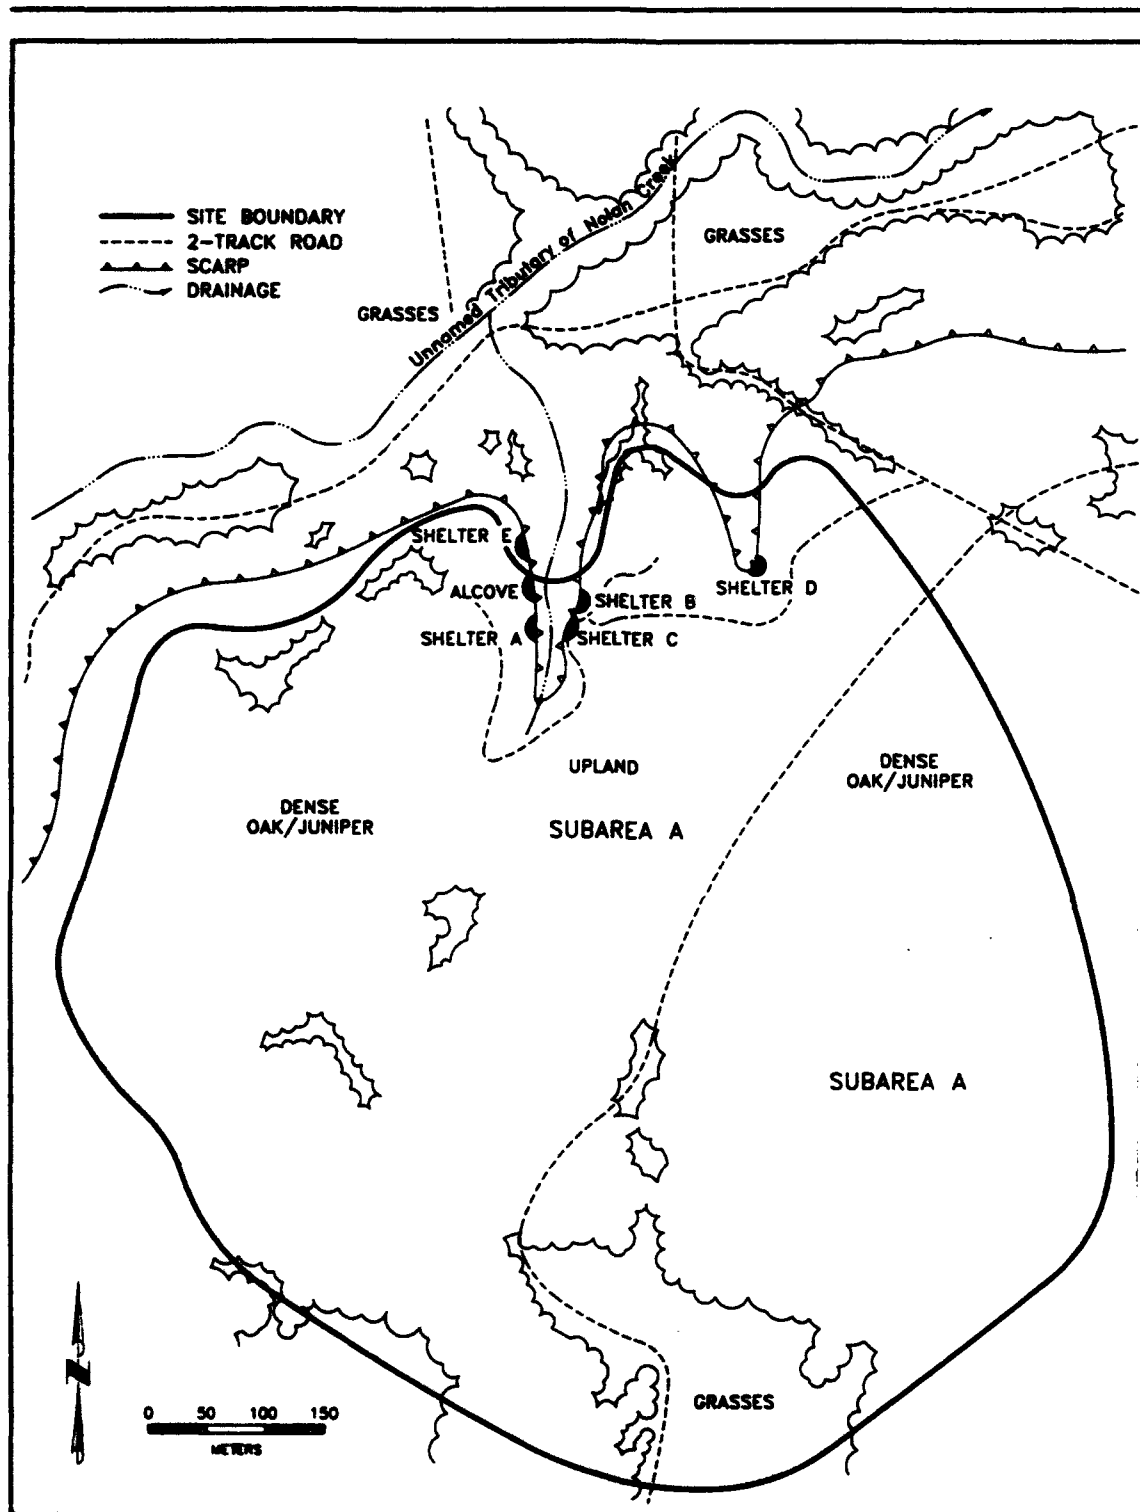 SITE BOUNDARY
2-TRACK ROAD
SCARP
DRAINAGE
GRASSES
GRASSES
Unnamed Tributary of Nolan Creek
SHELTER E
ALCOVE
SHELTER A
SHELTER B
SHELTER C
SHELTER D
UPLAND
DENSE
OAK/JUNIPER
DENSE
OAK/JUNIPER
SUBAREA A
SUBAREA A
GRASSES
N
0 50 100 150
METERS